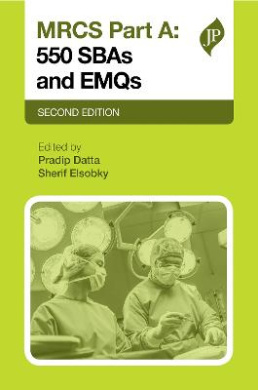 MRCS Part A:
550 SBAs
and EMQs
JP
SECOND EDITION
Edited by
Pradip Datta
Sherif Elsobky